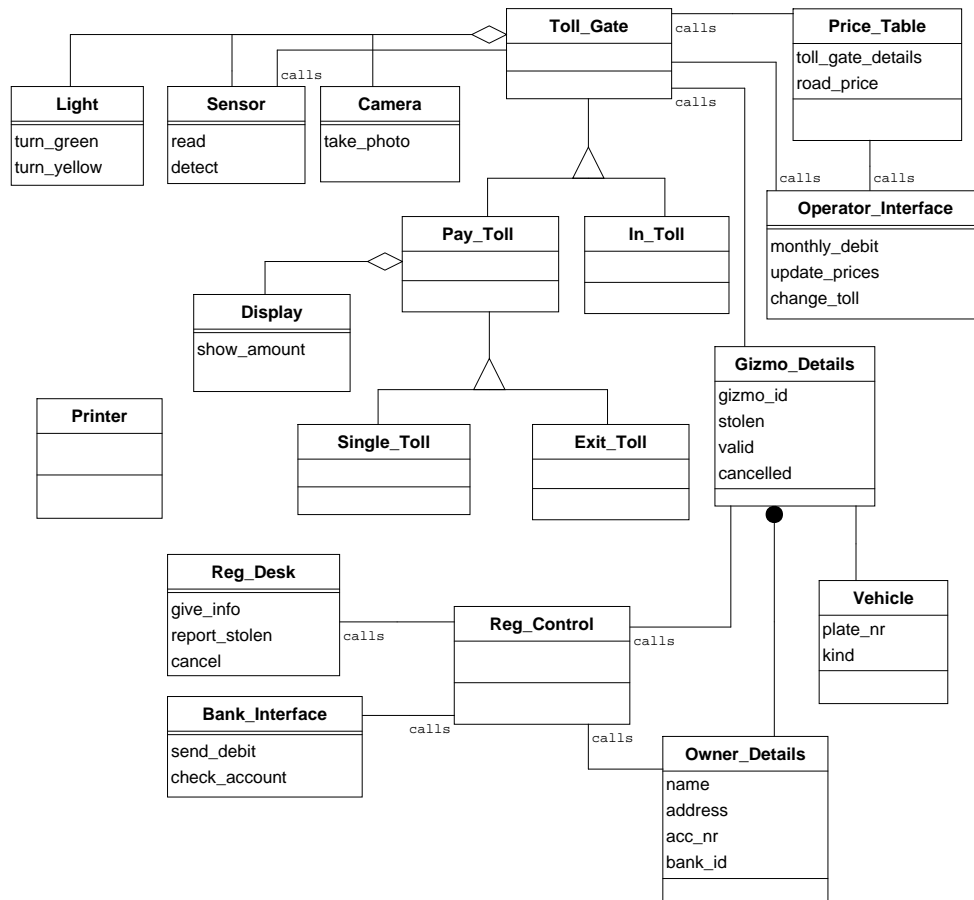 Toll_Gate
calls
Price_Table
toll_gate_details
road_price
calls
calls
calls
Light
turn_green
turn_yellow
Sensor
read
detect
Camera
take_photo
calls
calls
Operator_Interface
monthly_debit
update_prices
change_toll
Pay_Toll
In_Toll
Display
show_amount
Gizmo_Details
gizmo_id
stolen
valid
cancelled
Printer
Single_Toll
Exit_Toll
Reg_Desk
give_info
report_stolen
cancel
calls
Reg_Control
calls
Vehicle
plate_nr
kind
Bank_Interface
send_debit
check_account
calls
calls
Owner_Details
name
address
acc_nr
bank_id